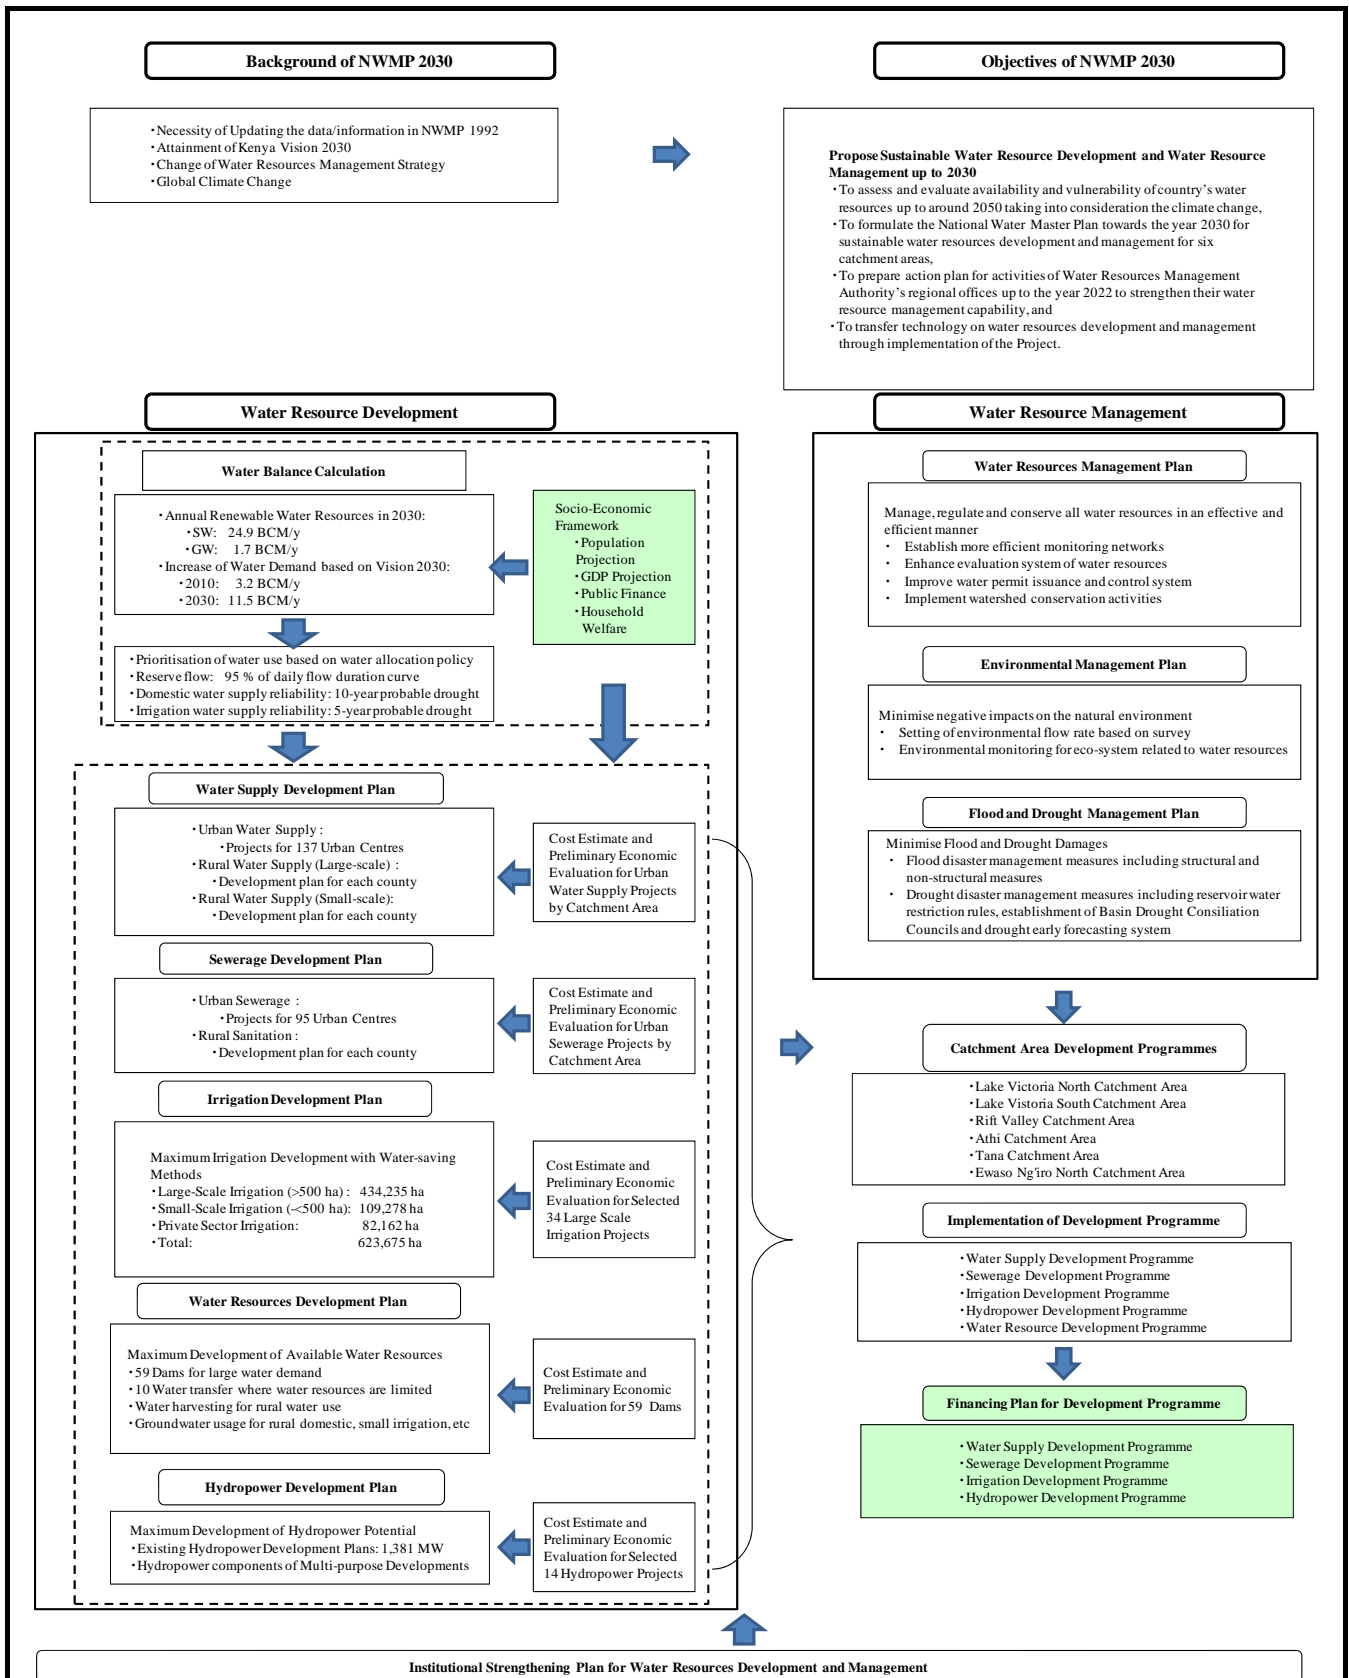 Background of NWMP 2030
・Necessity of Updating the data/information in NWMP 1992
・Attainment of Kenya Vision 2030
・Change of Water Resources Management Strategy
・Global Climate Change
Objectives of NWMP 2030
Propose Sustainable Water Resource Development and Water Resource
Management up to 2030
・To assess and evaluate availability and vulnerability of country's water
resources up to around 2050 taking into consideration the climate change,
・To formulate the National Water Master Plan towards the year 2030 for
sustainable water resources development and management for six
catchment areas,
・To prepare action plan for activities of Water Resources Management
Authority's regional offices up to the year 2022 to strengthen their water
resource management capability, and
・To transfer technology on water resources development and management
through implementation of the Project.
Water Resource Development
Water Balance Calculation
・Annual Renewable Water Resources in 2030:
・SW: 24.9 BCM/y
・GW: 1.7 BCM/y
・Increase of Water Demand based on Vision 2030:
・2010: 3.2 BCM/y
・2030: 11.5 BCM/y
Socio-Economic
Framework
・Population
Projection
・GDP Projection
・Public Finance
・Household
Welfare
・Prioritisation of water use based on water allocation policy
・Reserve flow: 95 % of daily flow duration curve
・Domestic water supply reliability: 10-year probable drought
・Irrigation water supply reliability: 5-year probable drought
Water Supply Development Plan
・Urban Water Supply :
・Projects for 137 Urban Centres
・Rural Water Supply (Large-scale) :
・Development plan for each county
・Rural Water Supply (Small-scale):
・Development plan for each county
Cost Estimate and
Preliminary Economic
Evaluation for Urban
Water Supply Projects
by Catchment Area
Sewerage Development Plan
・Urban Sewerage :
・Projects for 95 Urban Centres
・Rural Sanitation :
・Development plan for each county
Cost Estimate and
Preliminary Economic
Evaluation for Urban
Sewerage Projects by
Catchment Area
Irrigation Development Plan
Maximum Irrigation Development with Water-saving
Methods
・Large-Scale Irrigation (>500 ha) : 434,235 ha
・Small-Scale Irrigation (-<500 ha): 109,278 ha
・Private Sector Irrigation: 82,162 ha
・Total: 623,675 ha
Cost Estimate and
Preliminary Economic
Evaluation for Selected
34 Large Scale
Irrigation Projects
Water Resources Development Plan
Maximum Development of Available Water Resources
・59 Dams for large water demand
・10 Water transfer where water resources are limited
・Water harvesting for rural water use
・Groundwater usage for rural domestic, small irrigation, etc
Cost Estimate and
Preliminary Economic
Evaluation for 59 Dams
Hydropower Development Plan
Maximum Development of Hydropower Potential
・Existing Hydropower Development Plans: 1,381 MW
・Hydropower components of Multi-purpose Developments
Cost Estimate and
Preliminary Economic
Evaluation for Selected
14 Hydropower Projects
Water Resource Management
Water Resources Management Plan
Manage, regulate and conserve all water resources in an effective and
efficient manner
• Establish more efficient monitoring networks
• Enhance evaluation system of water resources
• Improve water permit issuance and control system
• Implement watershed conservation activities
Environmental Management Plan
Minimise negative impacts on the natural environment
• Setting of environmental flow rate based on survey
• Environmental monitoring for eco-system related to water resources
Flood and Drought Management Plan
Minimise Flood and Drought Damages
• Flood disaster management measures including structural and
non-structural measures
• Drought disaster management measures including reservoir water
restriction rules, establishment of Basin Drought Consiliation
Councils and drought early forecasting system
Catchment Area Development Programmes
・Lake Victoria North Catchment Area
・Lake Vistoria South Catchment Area
・Rift Valley Catchment Area
・Athi Catchment Area
・Tana Catchment Area
・Ewaso Ng'iro North Catchment Area
Implementation of Development Programme
・Water Supply Development Programme
・Sewerage Development Programme
・Irrigation Development Programme
・Hydropower Development Programme
・Water Resource Development Programme
Financing Plan for Development Programme
・Water Supply Development Programme
・Sewerage Development Programme
・Irrigation Development Programme
・Hydropower Development Programme
Institutional Strengthening Plan for Water Resources Development and Management